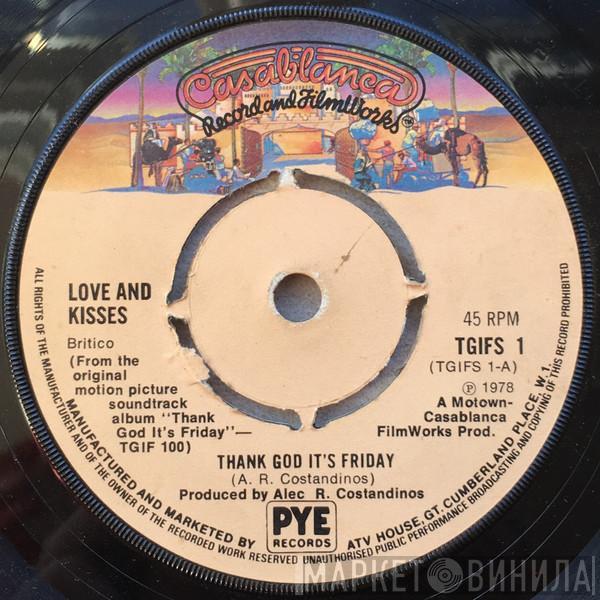 Casablanca
Record and FilmWorks
TM
LOVE AND
KISSES
Britico
(From the
original
motion picture
soundtrack
album "Thank
God It's Friday"—
TGIF 100)
45 RPM
TGIFS 1
(TGIFS 1-A)
Ⓟ 1978
A Motown-
Casablanca
FilmWorks Prod.
THANK GOD IT'S FRIDAY
(A. R. Costandinos)
Produced by Alec R. Costandinos
PYE
RECORDS
MANUFACTURED AND MARKETED BY
ATV HOUSE, GT. CUMBERLAND PLACE, W.1.
ALL RIGHTS OF THE MANUFACTURER AND OF THE OWNER OF THE RECORDED WORK RESERVED UNAUTHORISED PUBLIC PERFORMANCE BROADCASTING AND COPYING OF THIS RECORD PROHIBITED
МАРКЕТ ВИНИЛА